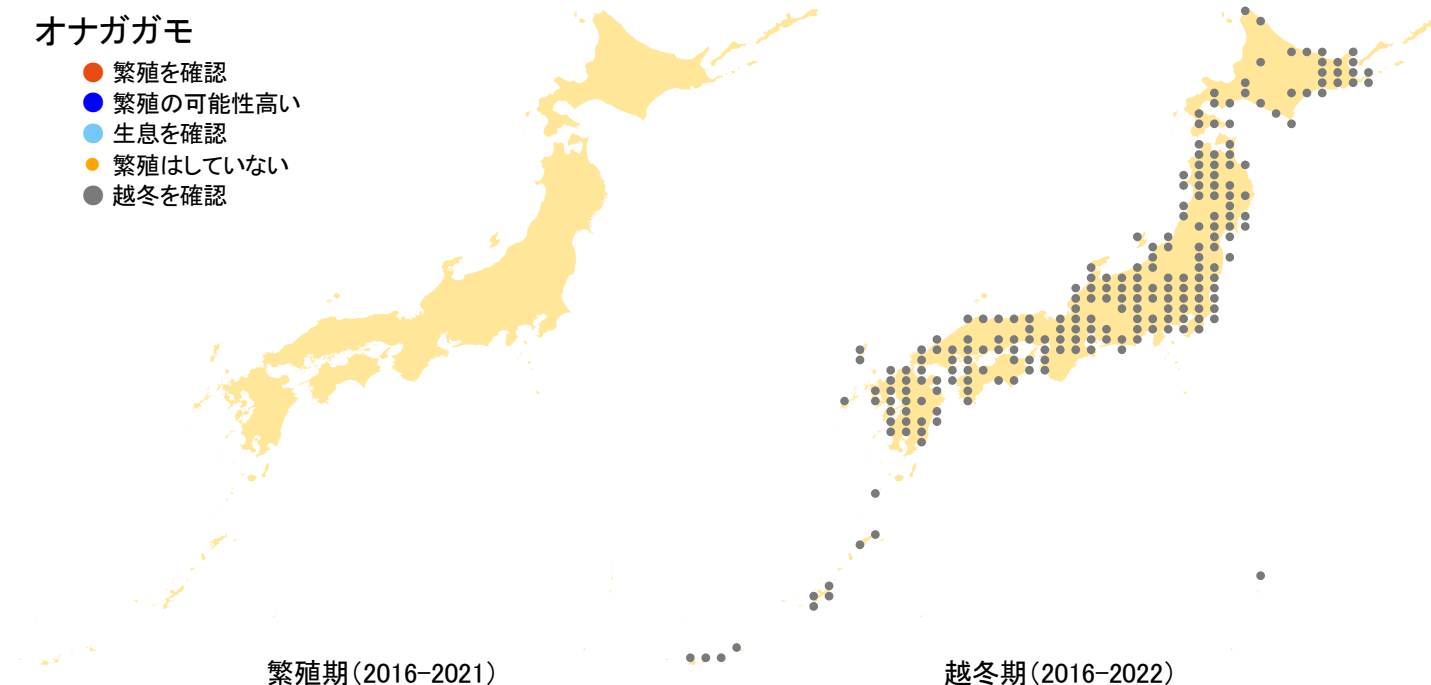 オナガガモ
繁殖を確認
繁殖の可能性高い
生息を確認
繁殖はしていない
越冬を確認
繁殖期（2016-2021）
越冬期（2016-2022）